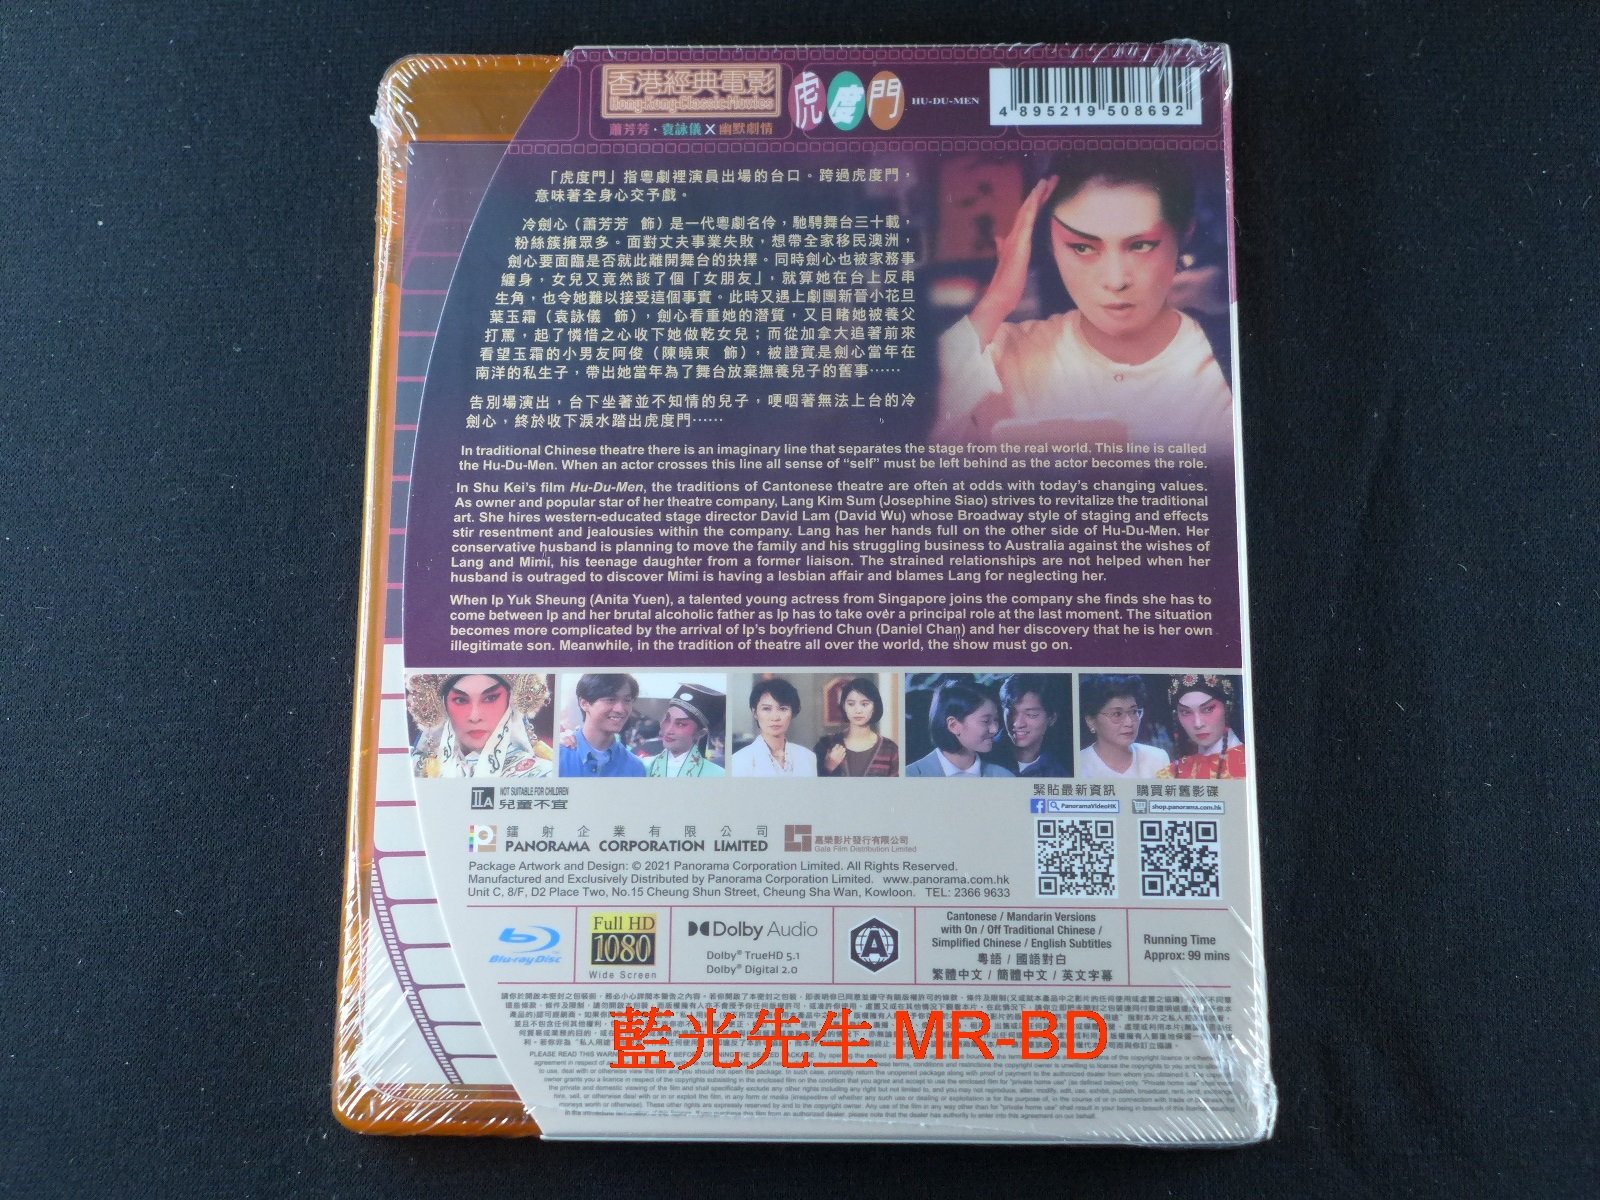 香港經典電影
Hong Kong Classic Movies
蕭芳芳・袁詠儀 X 幽默劇情
虎度門
HU-DU-MEN
4 895219 508692
「虎度門」指粵劇裡演員出場的台口。跨過虎度門，
意味著全身心交予戲。
冷劍心（蕭芳芳 飾）是一代粵劇名伶，馳騁舞台三十載，
粉絲簇擁眾多。面對丈夫事業失敗，想帶全家移民澳洲，
劍心要面臨是否就此離開舞台的抉擇。同時劍心也被家務事
纏身，女兒又竟然談了個「女朋友」，就算她在台上反串
生角，也令她難以接受這個事實。此時又遇上劇團新晉小花旦
葉玉霜（袁詠儀 飾），劍心看重她的潛質，又目睹她被養父
打罵，起了憐惜之心收下她做乾女兒；而從加拿大追著前來
看望玉霜的小男友阿俊（陳曉東 飾），被證實是劍心當年在
南洋的私生子，帶出她當年為了舞台放棄撫養兒子的舊事……
告別場演出，台下坐著並不知情的兒子，哽咽著無法上台的冷
劍心，終於收下淚水踏出虎度門……
In traditional Chinese theatre there is an imaginary line that separates the stage from the real world. This line is called
the Hu-Du-Men. When an actor crosses this line all sense of “self” must be left behind as the actor becomes the role.
In Shu Kei’s film Hu-Du-Men, the traditions of Cantonese theatre are often at odds with today’s changing values.
As owner and popular star of her theatre company, Lang Kim Sum (Josephine Siao) strives to revitalize the traditional
art. She hires western-educated stage director David Lam (David Wu) whose Broadway style of staging and effects
stir resentment and jealousies within the company. Lang has her hands full on the other side of Hu-Du-Men. Her
conservative husband is planning to move the family and his struggling business to Australia against the wishes of
Lang and Mimi, his teenage daughter from a former liaison. The strained relationships are not helped when her
husband is outraged to discover Mimi is having a lesbian affair and blames Lang for neglecting her.
When Ip Yuk Sheung (Anita Yuen), a talented young actress from Singapore joins the company she finds she has to
come between Ip and her brutal alcoholic father as Ip has to take over a principal role at the last moment. The situation
becomes more complicated by the arrival of Ip’s boyfriend Chun (Daniel Chan) and her discovery that he is her own
illegitimate son. Meanwhile, in the tradition of theatre all over the world, the show must go on.
IIA NOT SUITABLE FOR CHILDREN
兒童不宜
緊貼最新資訊
PanoramaVideoHK
購買新舊影碟
shop.panorama.com.hk
鐳射企業有限公司
PANORAMA CORPORATION LIMITED
嘉樂影片發行有限公司
Gala Film Distribution Limited
Package Artwork and Design: © 2021 Panorama Corporation Limited. All Rights Reserved.
Manufactured and Exclusively Distributed by Panorama Corporation Limited. www.panorama.com.hk
Unit C, 8/F, D2 Place Two, No.15 Cheung Shun Street, Cheung Sha Wan, Kowloon. TEL: 2366 9633
Blu-ray Disc
Full HD
1080
Wide Screen
Dolby Audio
Dolby® TrueHD 5.1
Dolby® Digital 2.0
A
Cantonese / Mandarin Versions
with On / Off Traditional Chinese /
Simplified Chinese / English Subtitles
粵語 / 國語對白
繁體中文 / 簡體中文 / 英文字幕
Running Time
Approx: 99 mins
藍光先生 MR-BD